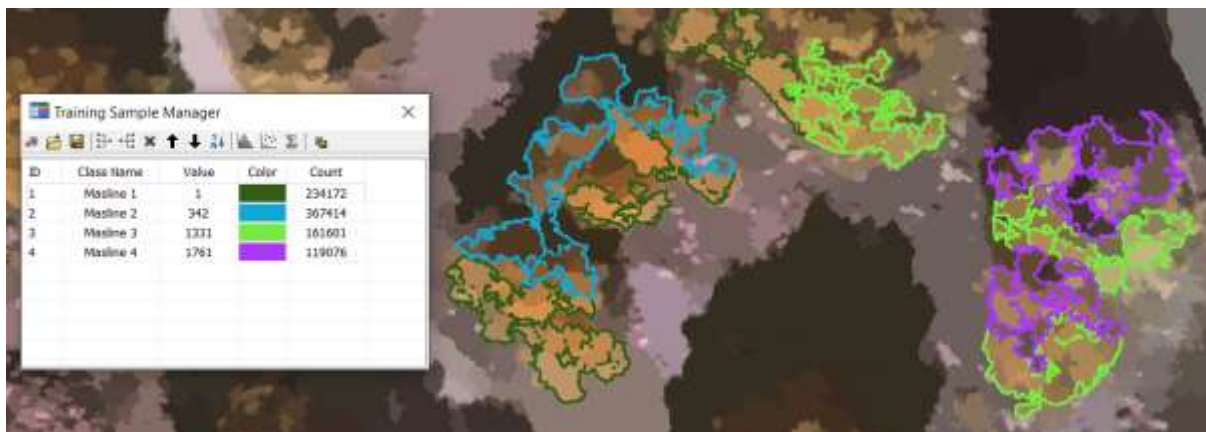 Training Sample Manager
ID Class Name Value Color Count
1 Masline 1 1 234172
2 Masline 2 342 367414
3 Masline 3 1331 161601
4 Masline 4 1761 119076